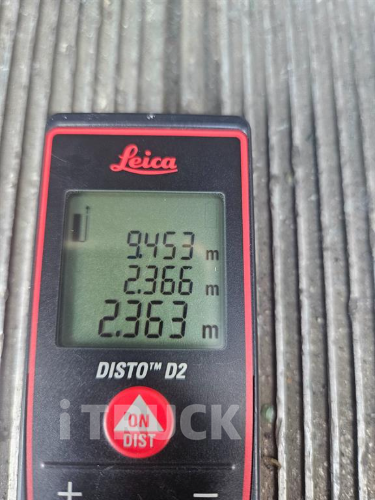 Leica
9.453 m
2.366 m
2.363 m
DISTO™ D2
iTRUCK
ON
DIST
+ −